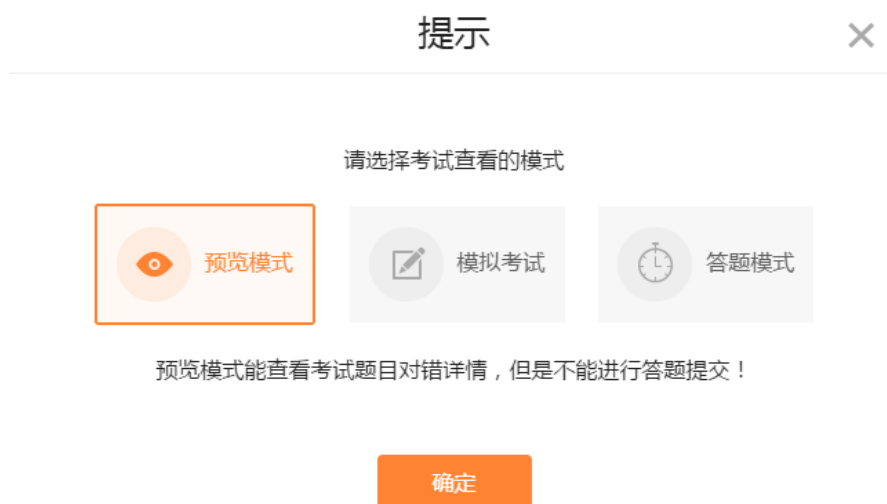 提示
请选择考试查看的模式
预览模式
模拟考试
答题模式
预览模式能查看考试题目对错详情，但是不能进行答题提交！
确定